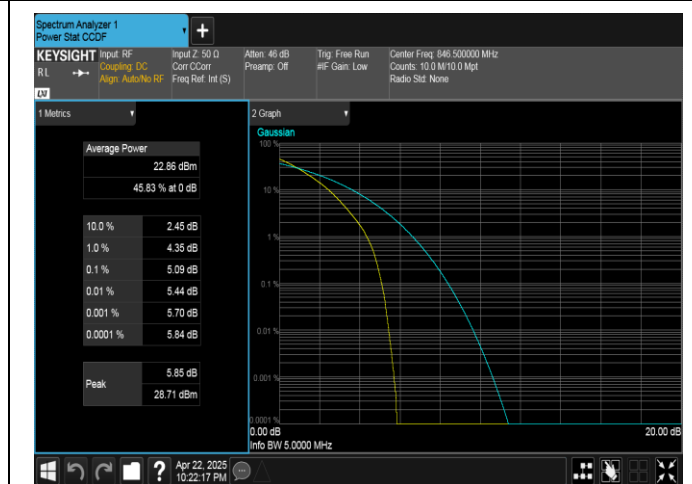 Spectrum Analyzer 1
Power Stat CCDF
+
KEYSIGHT
RL
LXI
Input: RF
Coupling: DC
Align: Auto/No RF
Input Z: 50 Ω
Corr CCorr
Freq Ref: Int (S)
Atten: 46 dB
Preamp: Off
Trig: Free Run
#IF Gain: Low
Center Freq: 846.500000 MHz
Counts: 10.0 M/10.0 Mpt
Radio Std: None
1 Metrics
Average Power
22.86 dBm
45.83 % at 0 dB
10.0 % 2.45 dB
1.0 % 4.35 dB
0.1 % 5.09 dB
0.01 % 5.44 dB
0.001 % 5.70 dB
0.0001 % 5.84 dB
Peak
5.85 dB
28.71 dBm
2 Graph
Gaussian
100 %
10 %
1 %
0.1 %
0.01 %
0.001 %
0.0001 %
0.00 dB
20.00 dB
Info BW 5.0000 MHz
?
Apr 22, 2025
10:22:17 PM